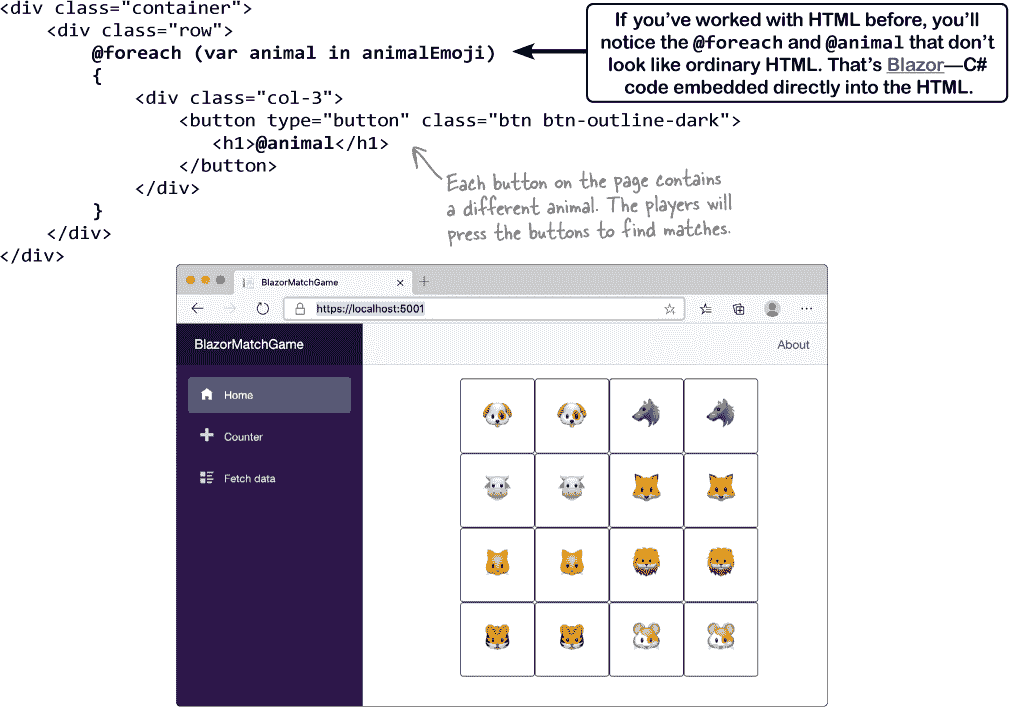 <div class="container">
<div class="row">
@foreach (var animal in animalEmoji)
{
<div class="col-3">
<button type="button" class="btn btn-outline-dark">
<h1>@animal</h1>
</button>
</div>
}
</div>
</div>
If you've worked with HTML before, you'll
notice the @foreach and @animal that don't
look like ordinary HTML. That's Blazor—C#
code embedded directly into the HTML.
Each button on the page contains
a different animal. The players will
press the buttons to find matches.
BlazorMatchGame
https://localhost:5001
BlazorMatchGame
About
Home
Counter
Fetch data